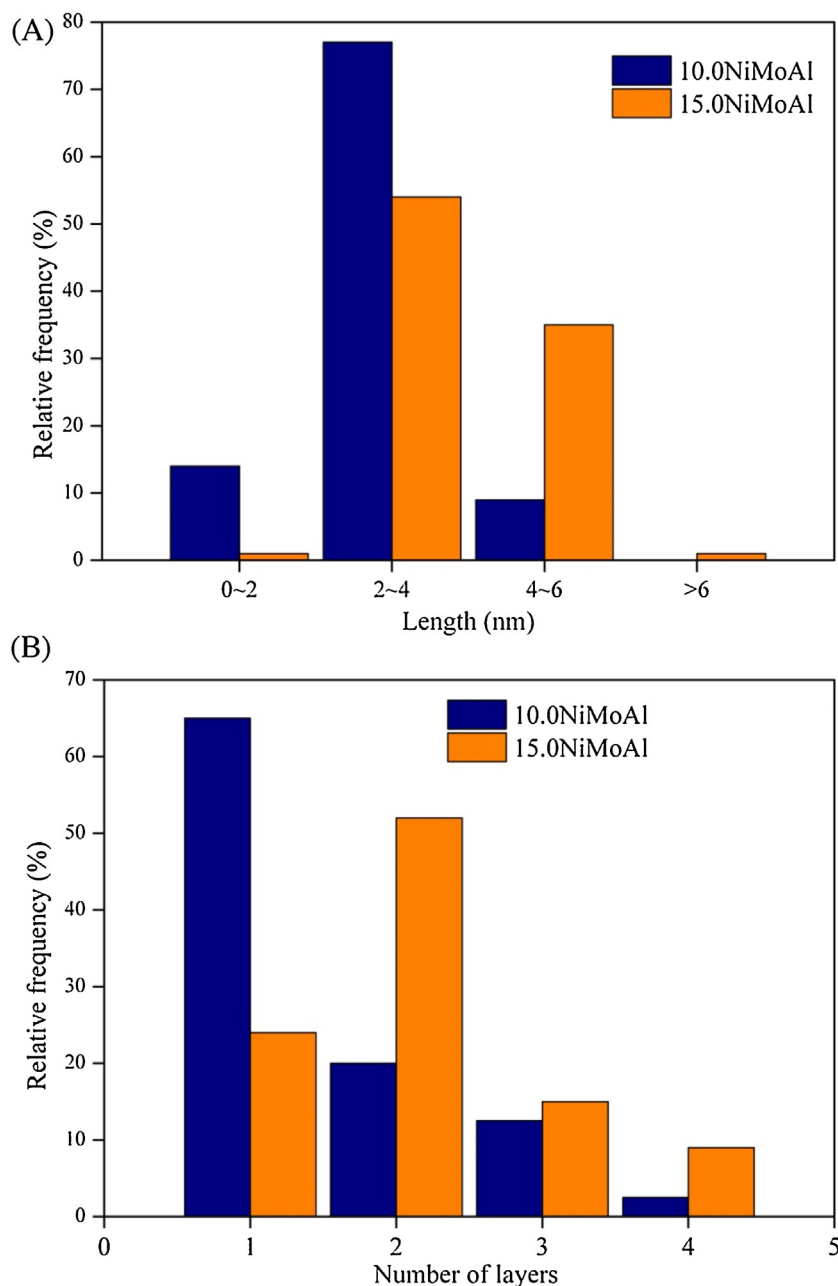 (A)
80
70
60
50
40
30
20
10
0
Relative frequency (%)
10.0NiMoAl
15.0NiMoAl
0~2 2~4 4~6 >6
Length (nm)
(B)
70
60
50
40
30
20
10
0
Relative frequency (%)
10.0NiMoAl
15.0NiMoAl
0 1 2 3 4 5
Number of layers